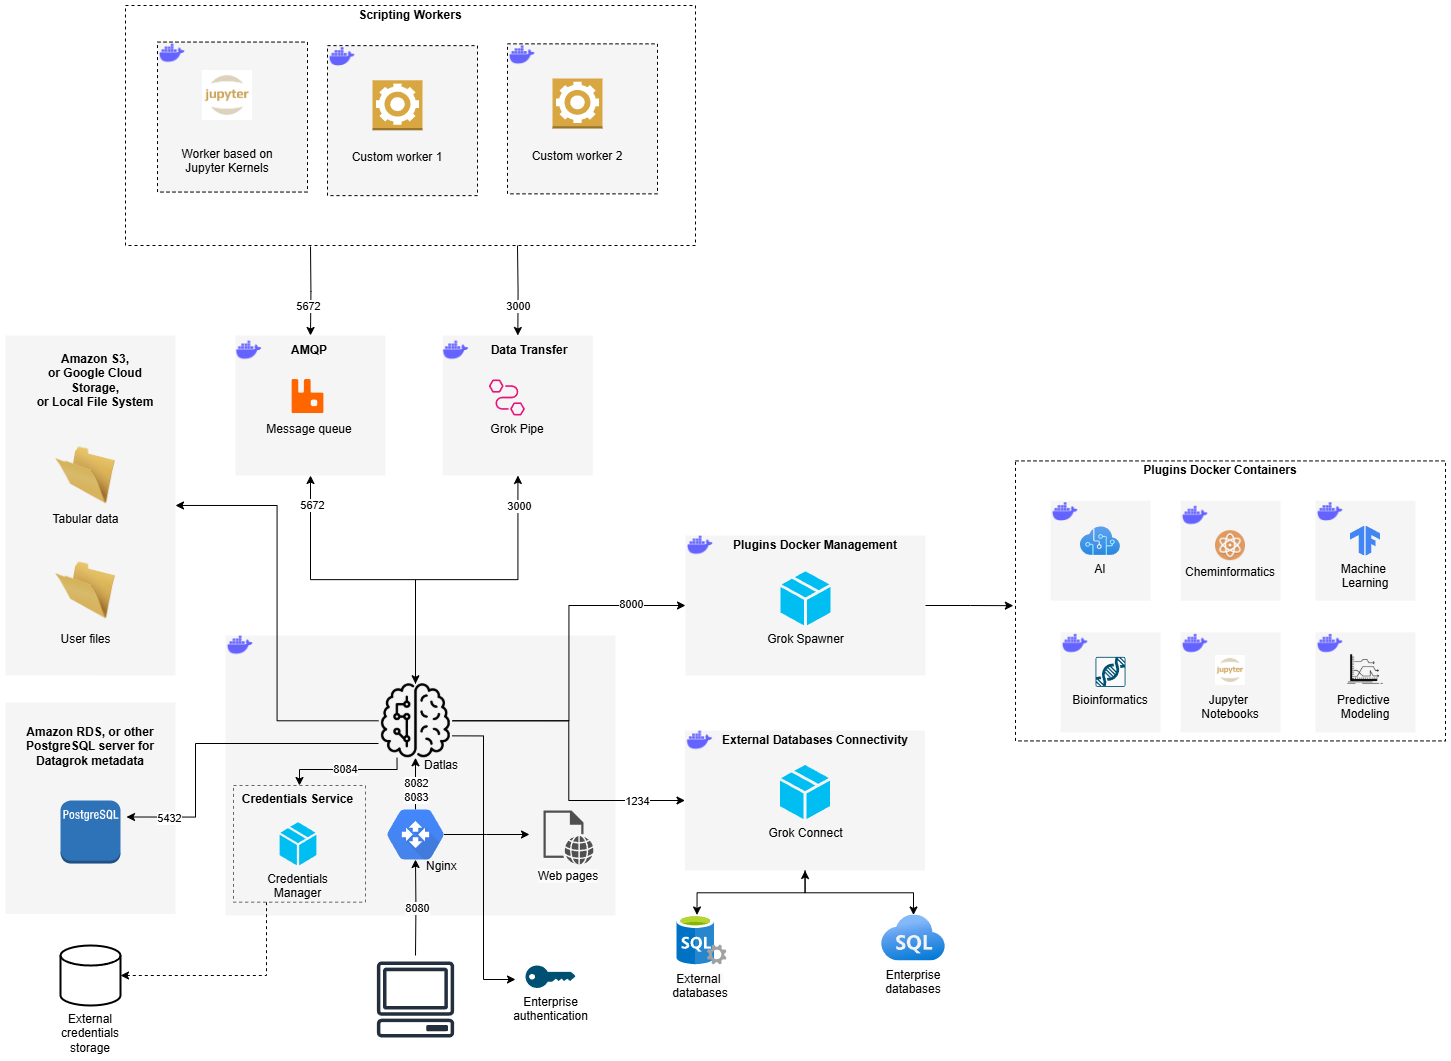 Scripting Workers
jupyter
Worker based on
Jupyter Kernels
Custom worker 1
Custom worker 2
5672
3000
Amazon S3,
or Google Cloud
Storage,
or Local File System
Tabular data
User files
AMQP
Message queue
Data Transfer
Grok Pipe
5672
3000
Plugins Docker Containers
AI
Cheminformatics
Machine
Learning
Bioinformatics
jupyter
Jupyter
Notebooks
Predictive
Modeling
Plugins Docker Management
Grok Spawner
8000
Amazon RDS, or other
PostgreSQL server for
Datagrok metadata
PostgreSQL
5432
Datlas
8084
8082
8083
Credentials Service
Credentials
Manager
Nginx
Web pages
8080
1234
External Databases Connectivity
Grok Connect
SQL
External
databases
SQL
Enterprise
databases
External
credentials
storage
Enterprise
authentication